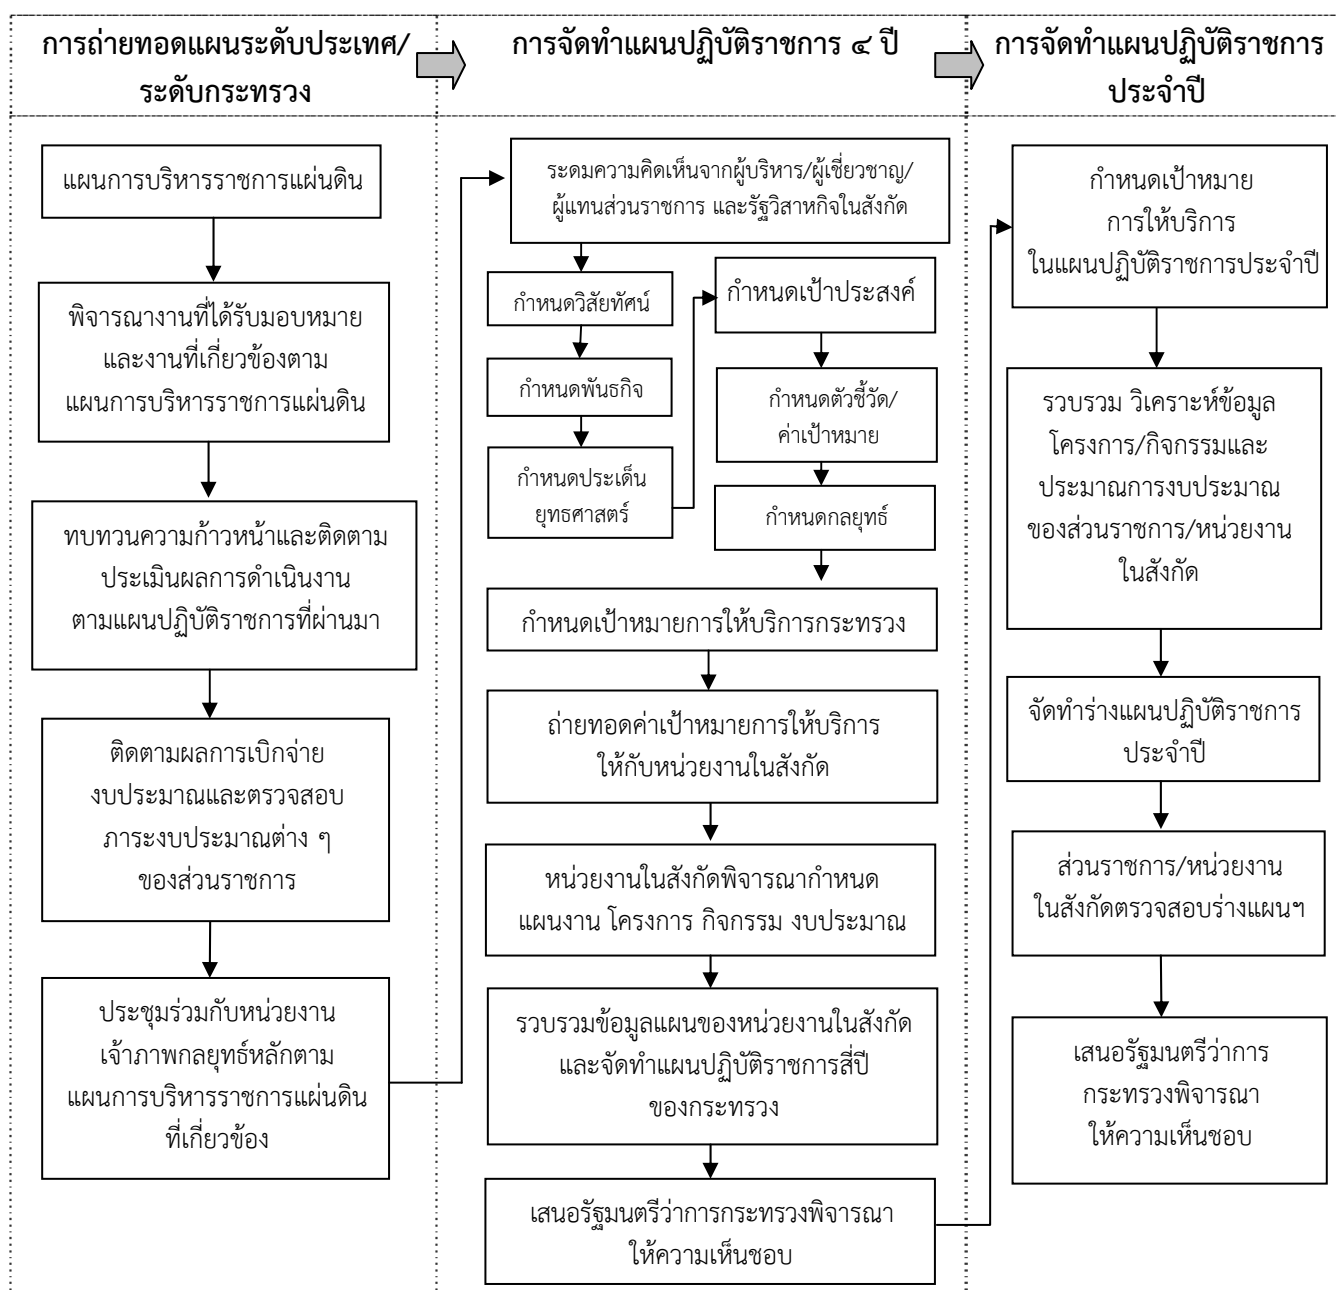 การถ่ายทอดแผนระดับประเทศ/
ระดับกระทรวง
การจัดทำแผนปฏิบัติราชการ ๔ ปี
การจัดทำแผนปฏิบัติราชการ
ประจำปี
แผนการบริหารราชการแผ่นดิน
พิจารณางานที่ได้รับมอบหมาย
และงานที่เกี่ยวข้องตาม
แผนการบริหารราชการแผ่นดิน
ทบทวนความก้าวหน้าและติดตาม
ประเมินผลการดำเนินงาน
ตามแผนปฏิบัติราชการที่ผ่านมา
ติดตามผลการเบิกจ่าย
งบประมาณและตรวจสอบ
ภาระงบประมาณต่าง ๆ
ของส่วนราชการ
ประชุมร่วมกับหน่วยงาน
เจ้าภาพกลยุทธ์หลักตาม
แผนการบริหารราชการแผ่นดิน
ที่เกี่ยวข้อง
ระดมความคิดเห็นจากผู้บริหาร/ผู้เชี่ยวชาญ/
ผู้แทนส่วนราชการ และรัฐวิสาหกิจในสังกัด
กำหนดวิสัยทัศน์
กำหนดพันธกิจ
กำหนดประเด็น
ยุทธศาสตร์
กำหนดเป้าประสงค์
กำหนดตัวชี้วัด/
ค่าเป้าหมาย
กำหนดกลยุทธ์
กำหนดเป้าหมายการให้บริการกระทรวง
ถ่ายทอดค่าเป้าหมายการให้บริการ
ให้กับหน่วยงานในสังกัด
หน่วยงานในสังกัดพิจารณากำหนด
แผนงาน โครงการ กิจกรรม งบประมาณ
รวบรวมข้อมูลแผนของหน่วยงานในสังกัด
และจัดทำแผนปฏิบัติราชการสี่ปี
ของกระทรวง
เสนอรัฐมนตรีว่าการกระทรวงพิจารณา
ให้ความเห็นชอบ
กำหนดเป้าหมาย
การให้บริการ
ในแผนปฏิบัติราชการประจำปี
รวบรวม วิเคราะห์ข้อมูล
โครงการ/กิจกรรมและ
ประมาณการงบประมาณ
ของส่วนราชการ/หน่วยงาน
ในสังกัด
จัดทำร่างแผนปฏิบัติราชการ
ประจำปี
ส่วนราชการ/หน่วยงาน
ในสังกัดตรวจสอบร่างแผนฯ
เสนอรัฐมนตรีว่าการ
กระทรวงพิจารณา
ให้ความเห็นชอบ